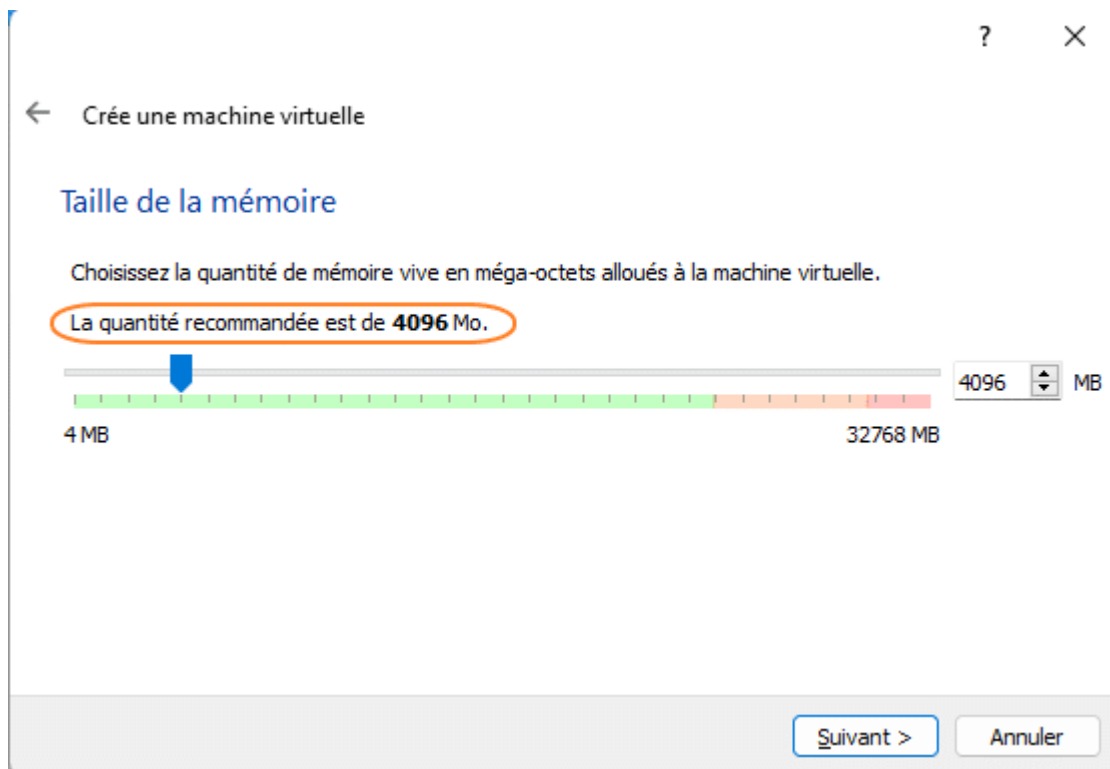 ?
Crée une machine virtuelle
Taille de la mémoire
Choisissez la quantité de mémoire vive en méga-octets alloués à la machine virtuelle.
La quantité recommandée est de 4096 Mo.
4096 MB
4 MB 32768 MB
Suivant > Annuler